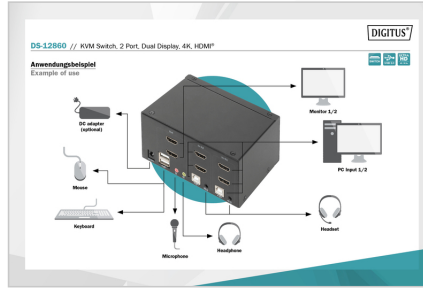 DIGITUS®
DS-12860 // KVM Switch, 2 Port, Dual Display, 4K, HDMI®
Anwendungsbeispiel
Example of use
DC adapter
(optional)
Monitor 1/2
PC Input 1/2
Mouse
Keyboard
Microphone
Headphone
Headset